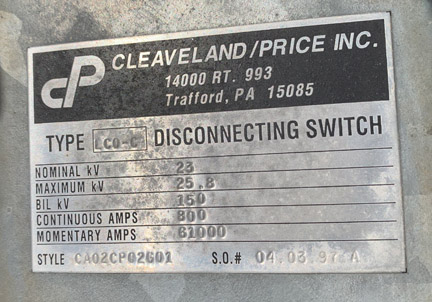 cP CLEAVELAND/PRICE INC.
14000 RT. 993
Trafford, PA 15085
TYPE LCO-C DISCONNECTING SWITCH
NOMINAL kV 23
MAXIMUM kV 25.8
BIL kV 150
CONTINUOUS AMPS 800
MOMENTARY AMPS 61000
STYLE CA02CP02G01 S.O.# 04.03.97 A